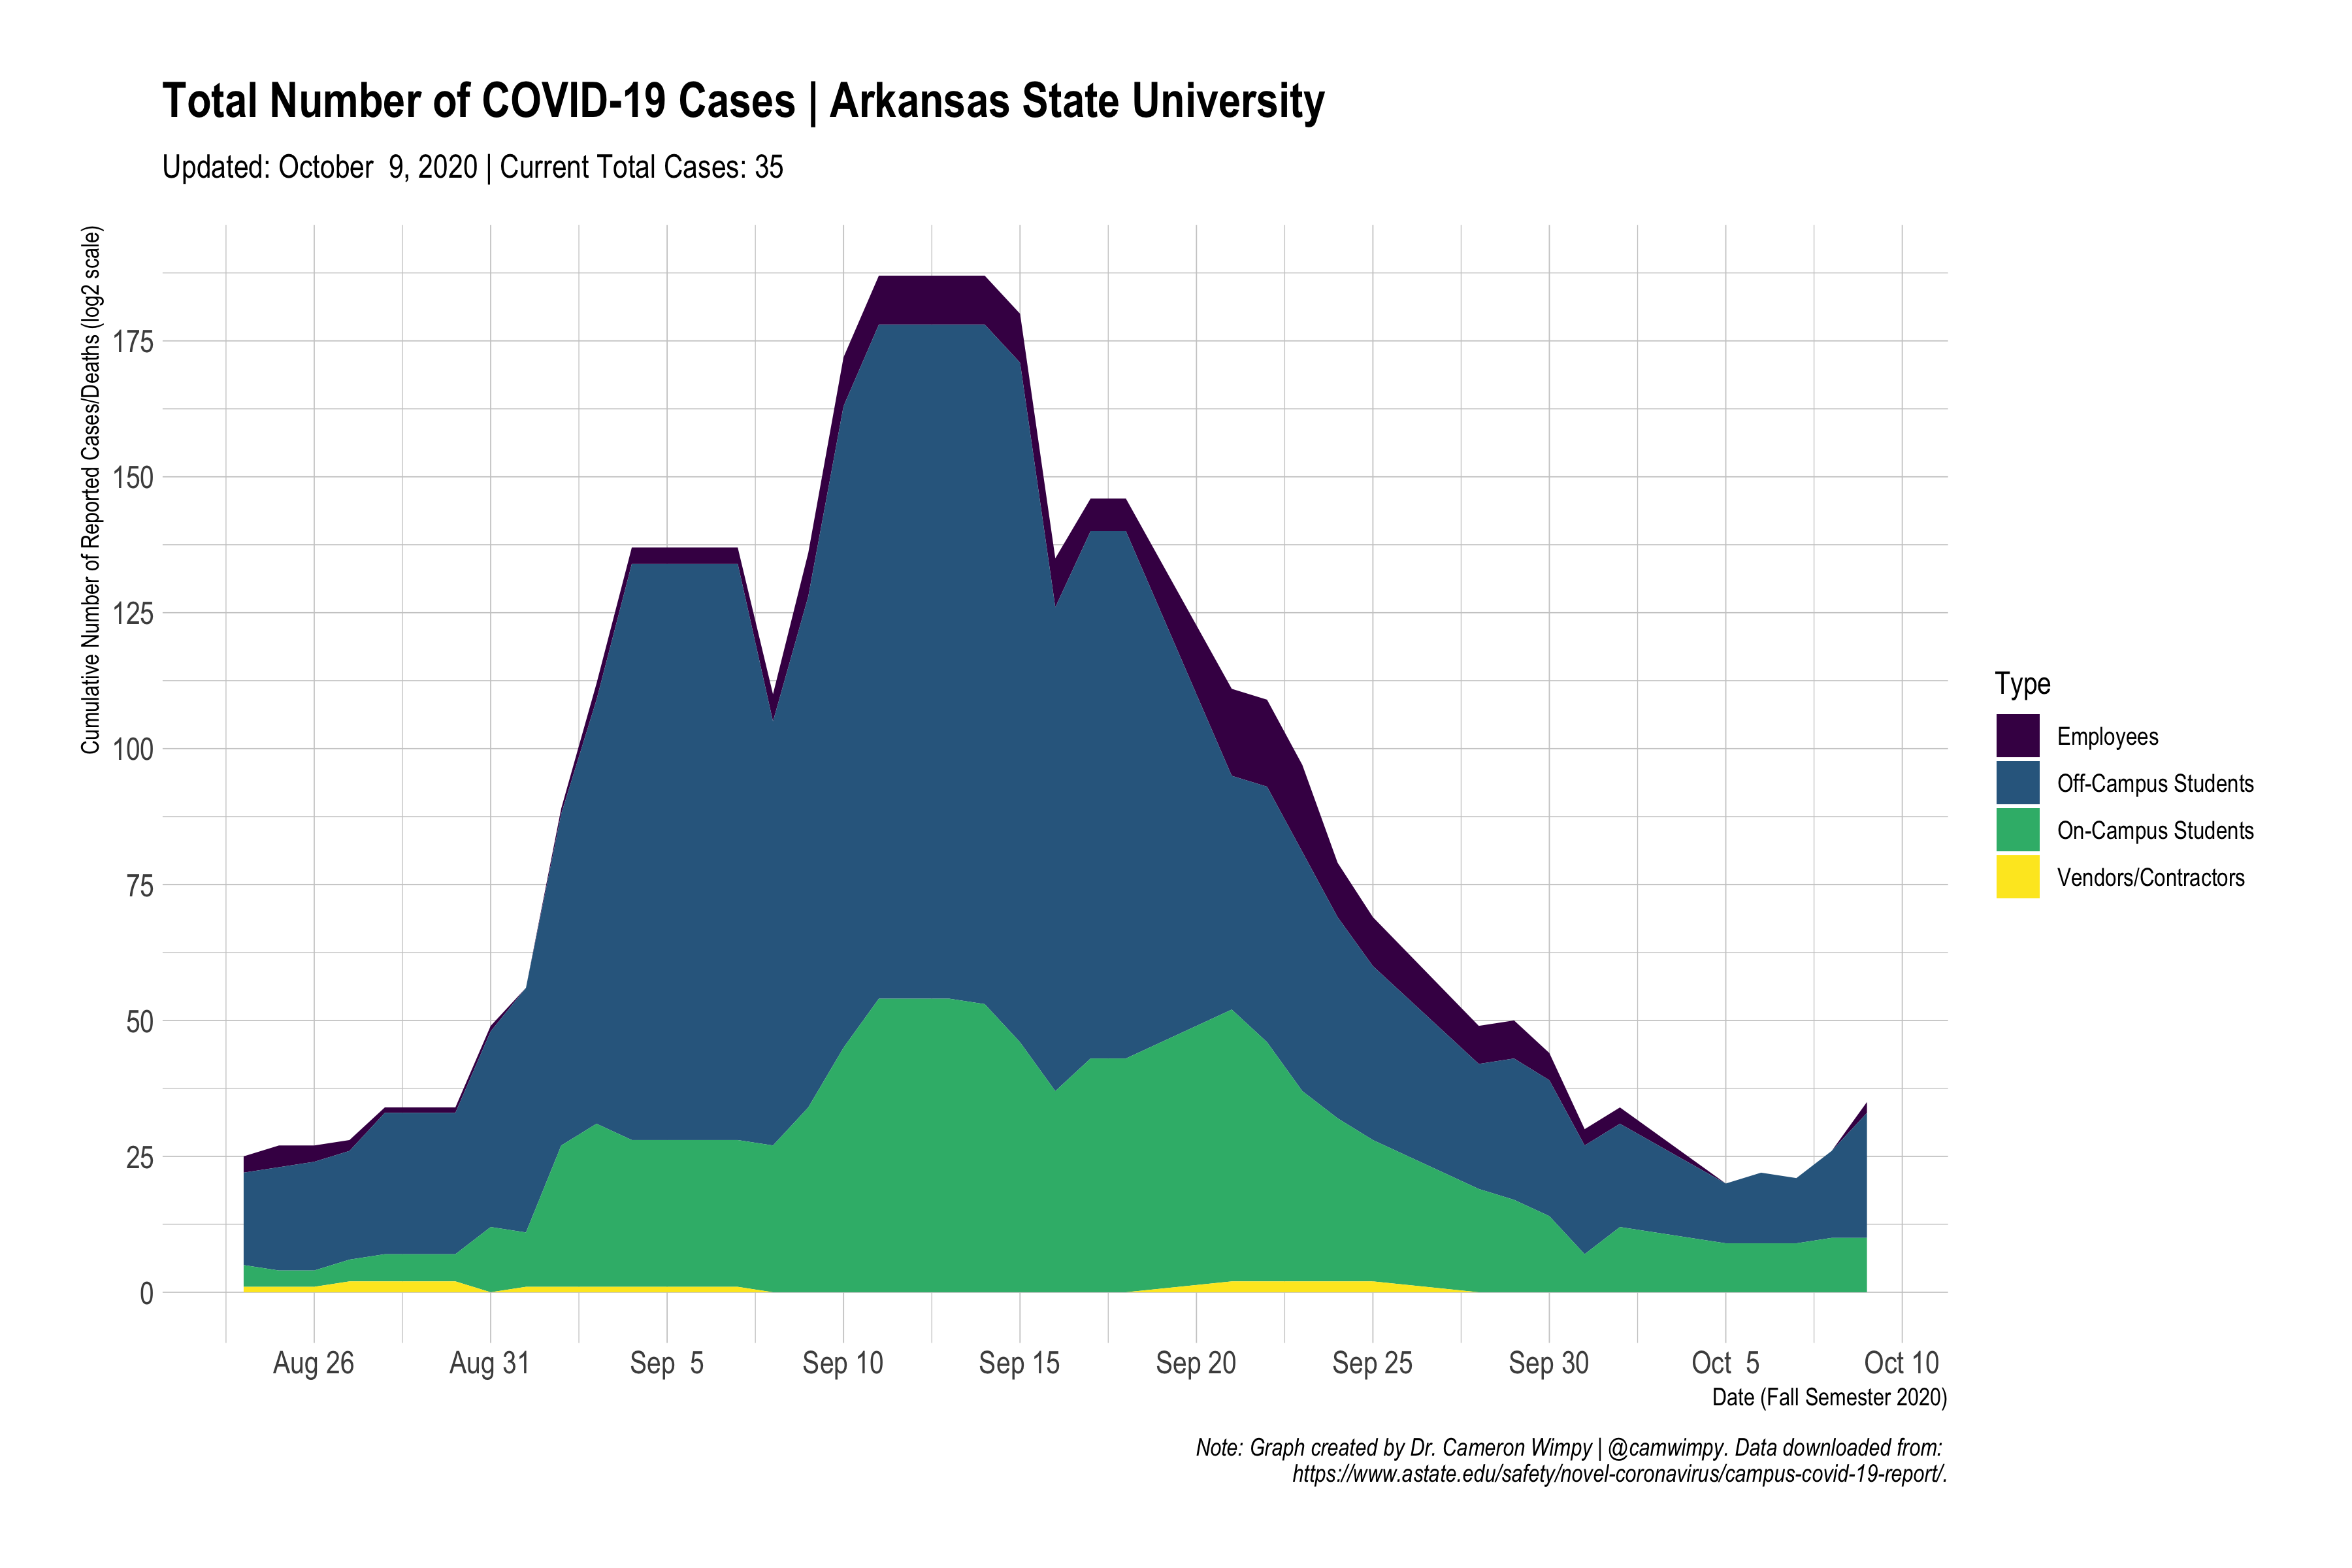 Total Number of COVID-19 Cases | Arkansas State University
Updated: October  9, 2020 | Current Total Cases: 35
Cumulative Number of Reported Cases/Deaths (log2 scale)
175
150
125
100
75
50
25
0
Aug 26
Aug 31
Sep  5
Sep 10
Sep 15
Sep 20
Sep 25
Sep 30
Oct  5
Oct 10
Date (Fall Semester 2020)
Type
Employees
Off-Campus Students
On-Campus Students
Vendors/Contractors
Note: Graph created by Dr. Cameron Wimpy | @camwimpy. Data downloaded from:
https://www.astate.edu/safety/novel-coronavirus/campus-covid-19-report/.